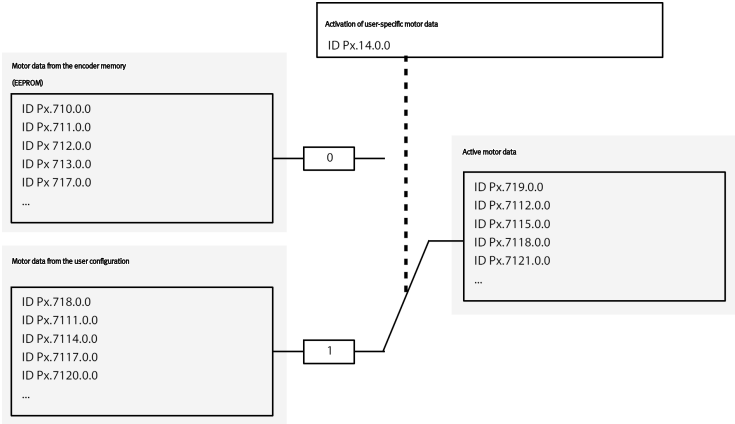 Activation of user-specific motor data
ID Px.14.0.0
Motor data from the encoder memory
(EEPROM)
ID Px.710.0.0
ID Px.711.0.0
ID Px 712.0.0
ID Px 713.0.0
ID Px 717.0.0
...
0
Active motor data
ID Px.719.0.0
ID Px.7112.0.0
ID Px.7115.0.0
ID Px.7118.0.0
ID Px.7121.0.0
...
Motor data from the user configuration
ID Px.718.0.0
ID Px.7111.0.0
ID Px.7114.0.0
ID Px.7117.0.0
ID Px.7120.0.0
...
1